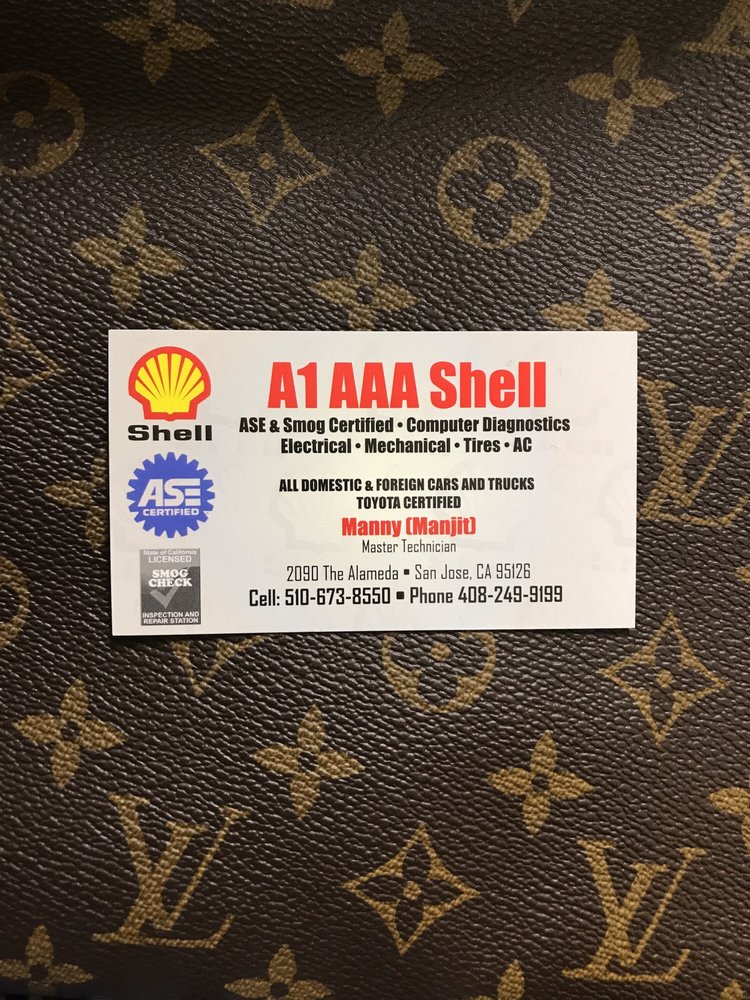 A1 AAA Shell
ASE & Smog Certified • Computer Diagnostics
Electrical • Mechanical • Tires • AC
ALL DOMESTIC & FOREIGN CARS AND TRUCKS
TOYOTA CERTIFIED
Manny (Manjit)
Master Technician
2090 The Alameda ▪ San Jose, CA 95126
Cell: 510-673-8550 ▪ Phone 408-249-9199
Shell
ASE
CERTIFIED
State of California
LICENSED
SMOG
CHECK
INSPECTION AND
REPAIR STATION